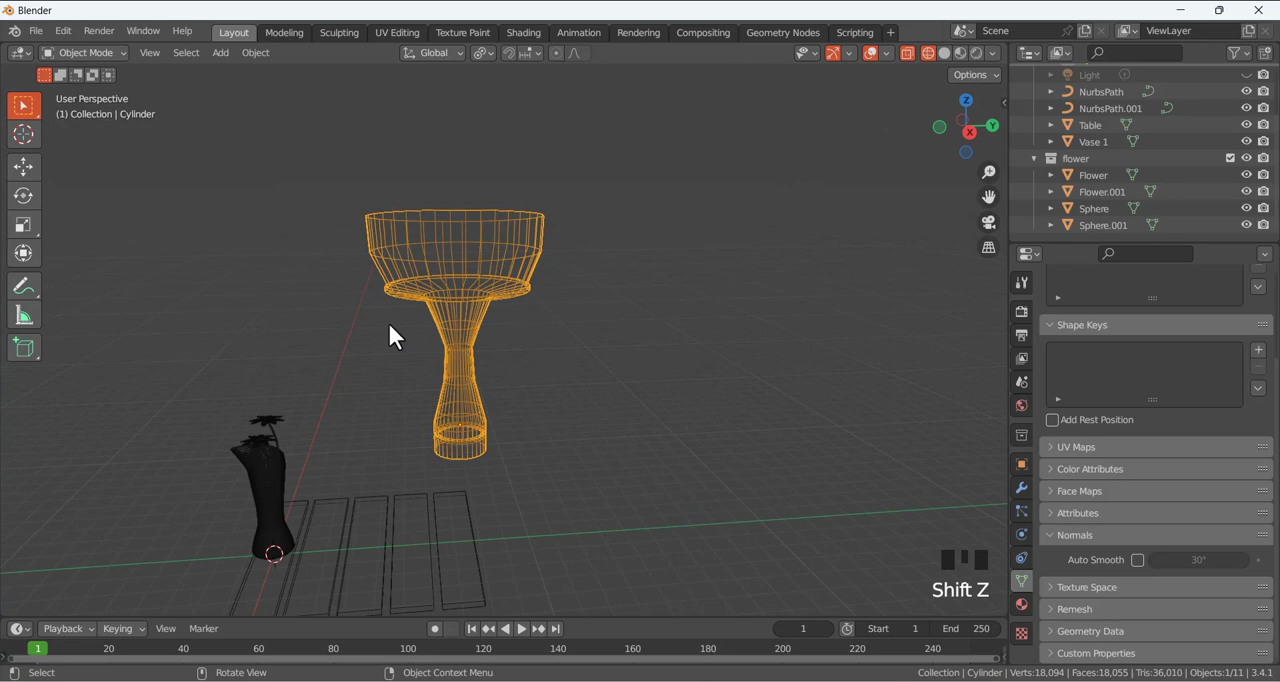 Blender
File Edit Render Window Help Layout Modeling Sculpting UV Editing Texture Paint Shading Animation Rendering Compositing Geometry Nodes Scripting + Scene ViewLayer
Object Mode View Select Add Object Global
Options
User Perspective
(1) Collection | Cylinder
Z
Y
X
Light
NurbsPath
NurbsPath.001
Table
Vase 1
flower
Flower
Flower.001
Sphere
Sphere.001
Shape Keys
Add Rest Position
UV Maps
Color Attributes
Face Maps
Attributes
Normals
Auto Smooth 30°
Texture Space
Remesh
Geometry Data
Custom Properties
Shift Z
Playback Keying View Marker 1 Start 1 End 250
1 20 40 60 80 100 120 140 160 180 200 220 240
Select Rotate View Object Context Menu Collection | Cylinder | Verts:18,094 | Faces:18,055 | Tris:36,010 | Objects:1/11 | 3.4.1